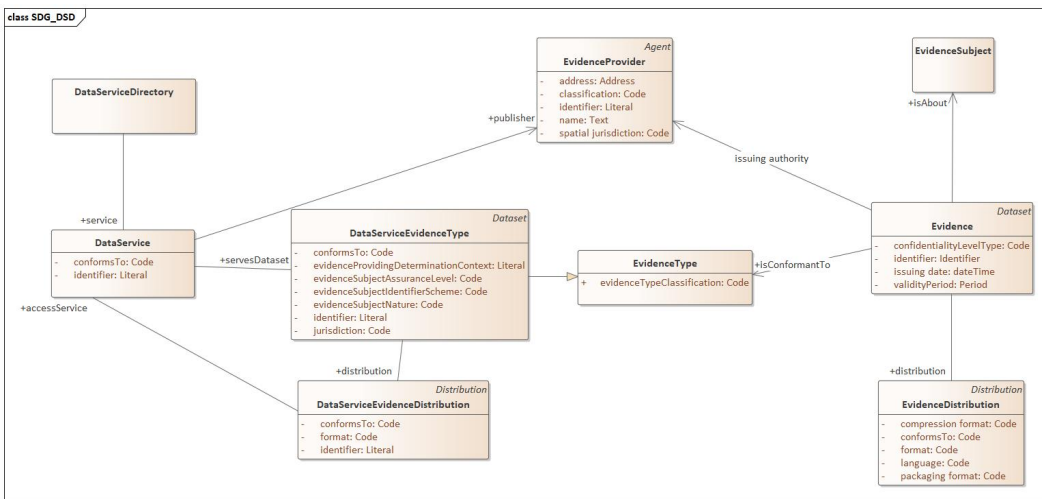 class SDG_DSD
DataServiceDirectory
+service
DataService
- conformsTo: Code
- identifier: Literal
+accessService
+servesDataset
+publisher
Agent
EvidenceProvider
- address: Address
- classification: Code
- identifier: Literal
- name: Text
- spatial jurisdiction: Code
EvidenceSubject
+isAbout
issuing authority
Dataset
DataServiceEvidenceType
- conformsTo: Code
- evidenceProvidingDeterminationContext: Literal
- evidenceSubjectAssuranceLevel: Code
- evidenceSubjectIdentifierScheme: Code
- evidenceSubjectNature: Code
- identifier: Literal
- jurisdiction: Code
EvidenceType
+ evidenceTypeClassification: Code
+isConformantTo
Dataset
Evidence
- confidentialityLevelType: Code
- identifier: Identifier
- issuing date: dateTime
- validityPeriod: Period
+distribution
Distribution
DataServiceEvidenceDistribution
- conformsTo: Code
- format: Code
- identifier: Literal
+distribution
Distribution
EvidenceDistribution
- compression format: Code
- conformsTo: Code
- format: Code
- language: Code
- packaging format: Code